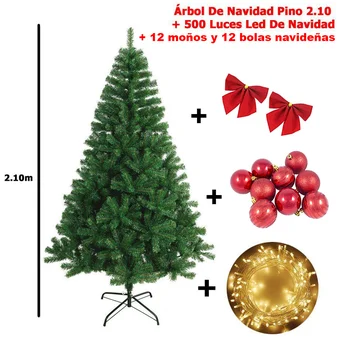 Árbol De Navidad Pino 2.10
+ 500 Luces Led De Navidad
+ 12 moños y 12 bolas navideñas
2.10m
+
+
+